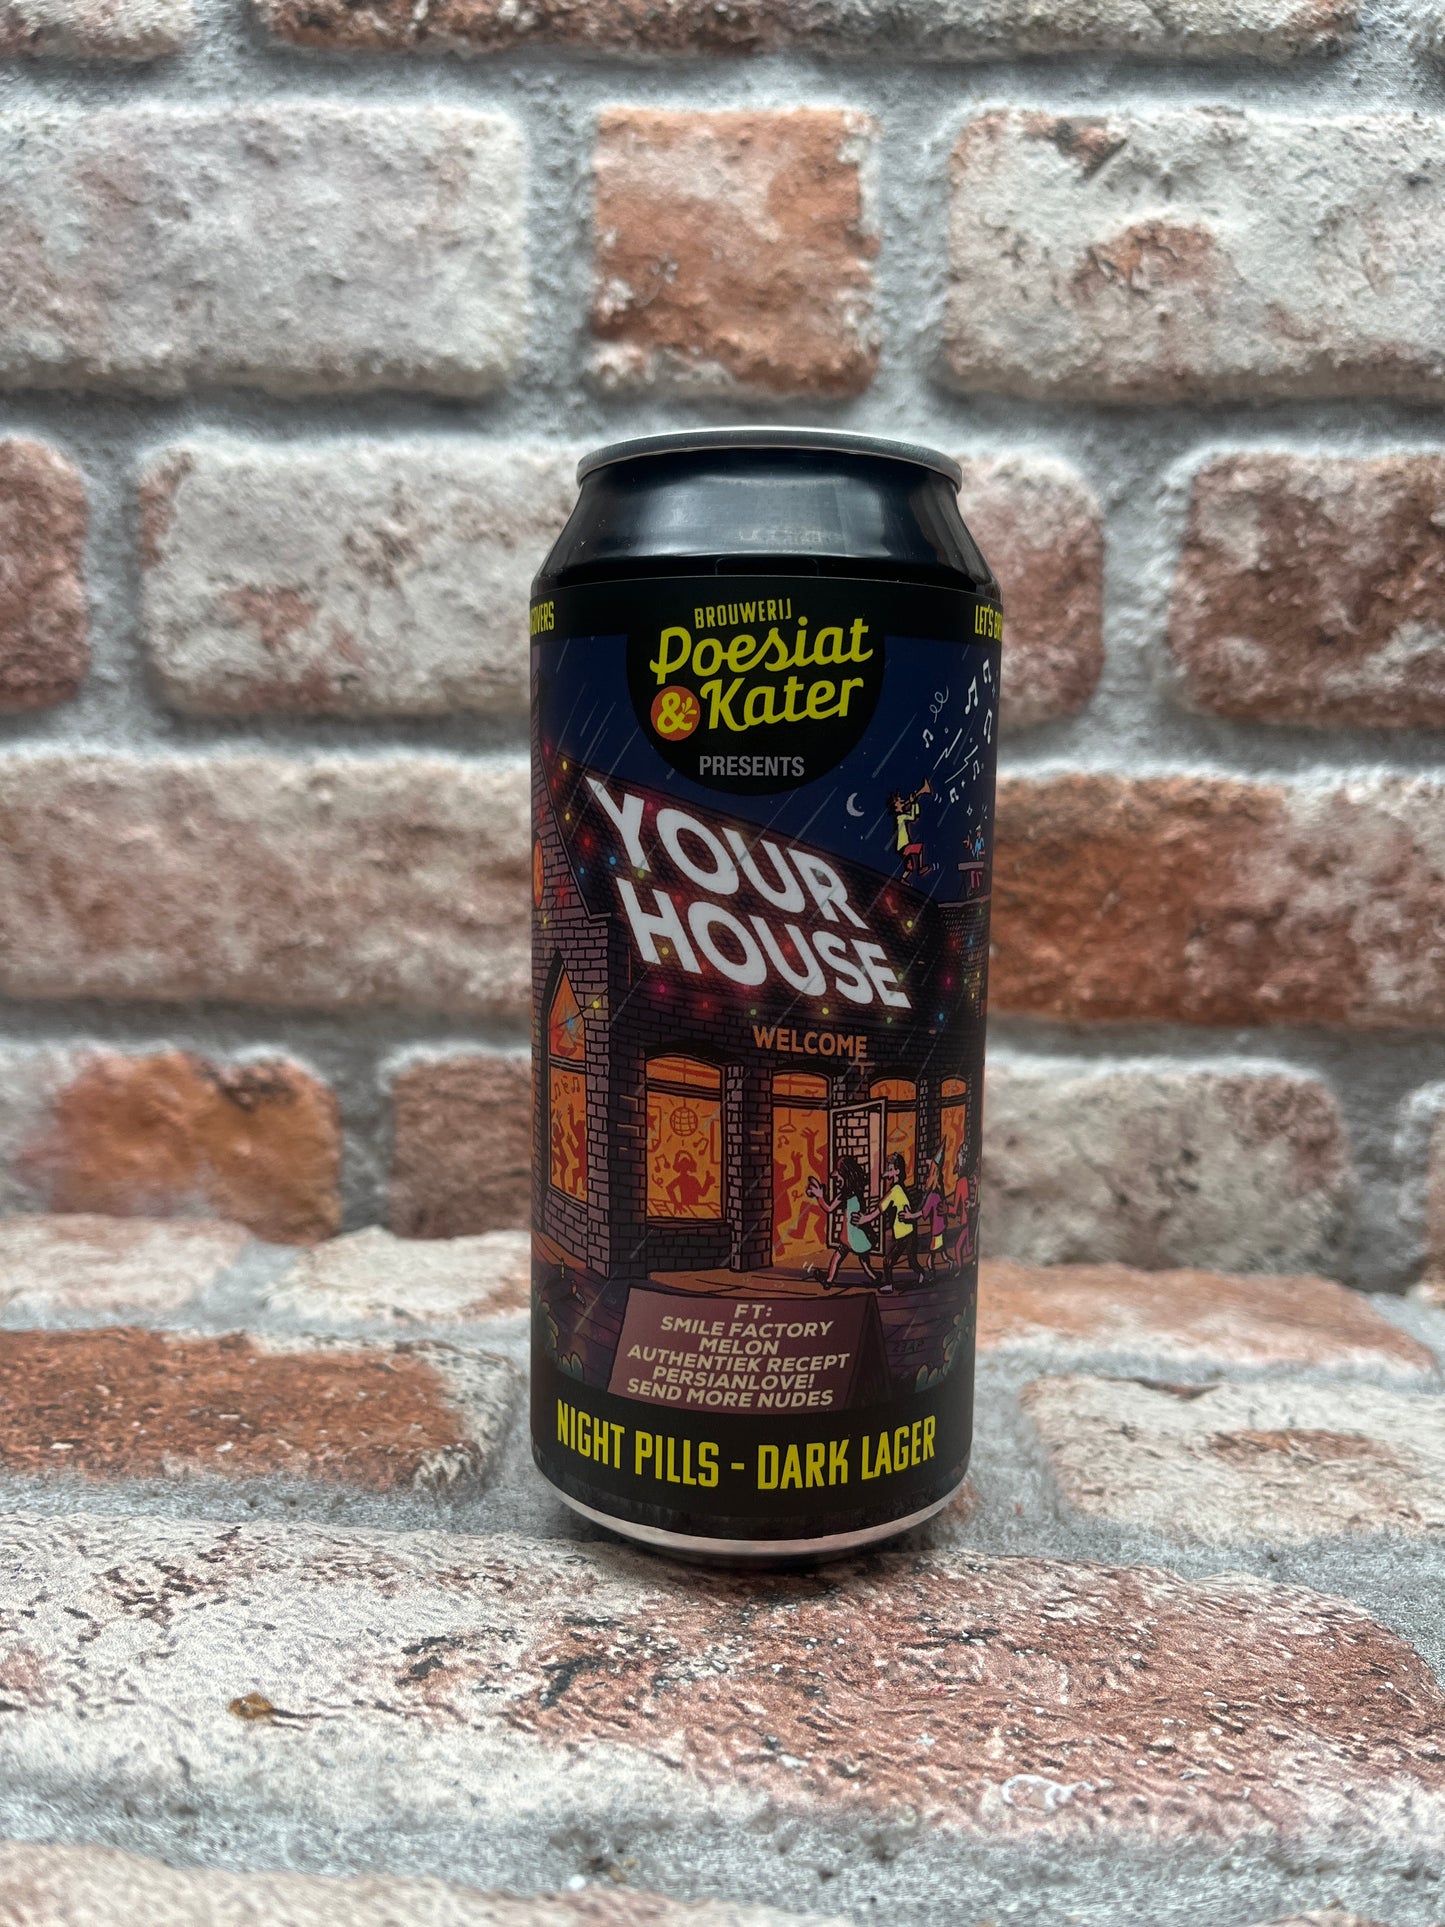 BROUWERIJ
Poesiat
& Kater
PRESENTS
LET'S
YOUR
HOUSE
WELCOME
FT:
SMILE FACTORY
MELON
AUTHENTIEK RECEPT
PERSIANLOVE!
SEND MORE NUDES
NIGHT PILLS - DARK LAGER